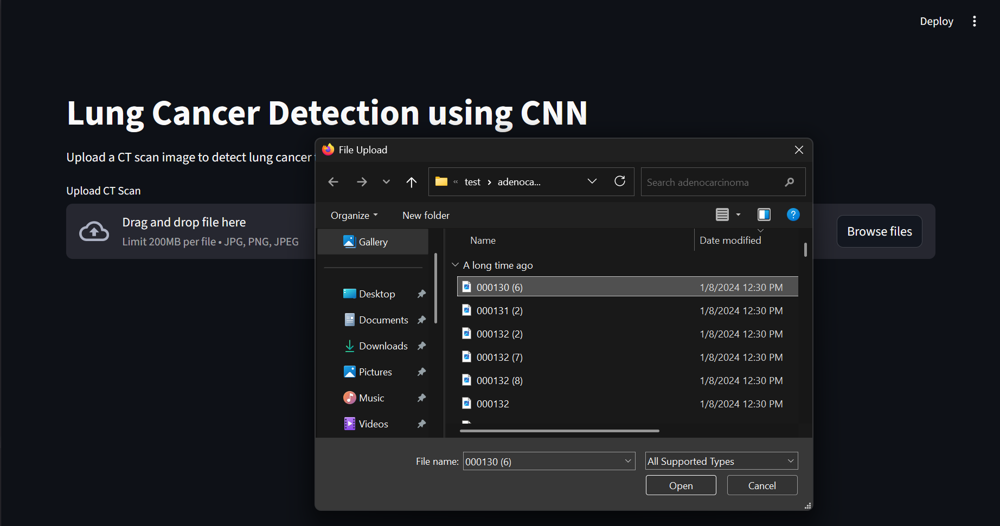 Deploy
Lung Cancer Detection using CNN
Upload a CT scan image to detect lung cancer
Upload CT Scan
Drag and drop file here
Limit 200MB per file • JPG, PNG, JPEG
Browse files
File Upload
« test › adenoca...
Search adenocarcinoma
Organize
New folder
Gallery
Desktop
Documents
Downloads
Pictures
Music
Videos
Name Date modified
A long time ago
000130 (6) 1/8/2024 12:30 PM
000131 (2) 1/8/2024 12:30 PM
000132 (2) 1/8/2024 12:30 PM
000132 (7) 1/8/2024 12:30 PM
000132 (8) 1/8/2024 12:30 PM
000132 1/8/2024 12:30 PM
File name: 000130 (6) All Supported Types
Open Cancel